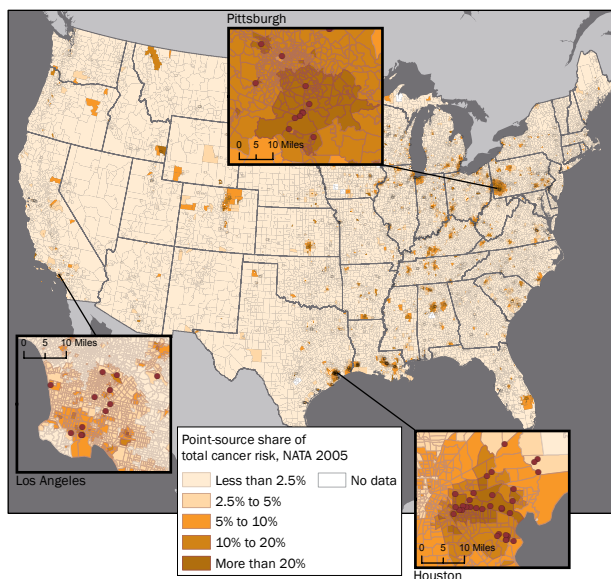 Pittsburgh
0 5 10 Miles
0 5 10 Miles
Los Angeles
Point-source share of
total cancer risk, NATA 2005
Less than 2.5%
No data
2.5% to 5%
5% to 10%
10% to 20%
More than 20%
0 5 10 Miles
Houston